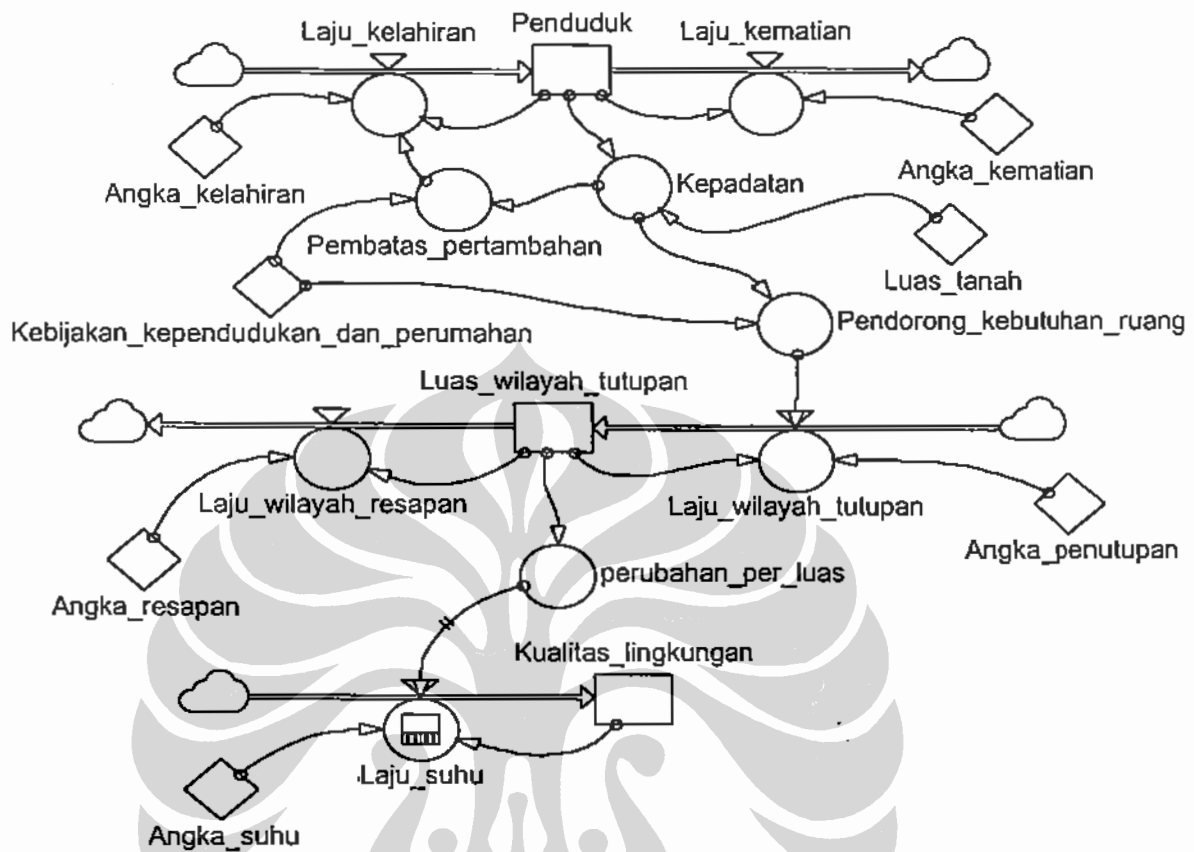 Penduduk
Laju_kelahiran
Laju_kematian
Angka_kelahiran
Kepadatan
Angka_kematian
Pembatas_pertambahan
Luas_tanah
Kebijakan_kependudukan_dan_perumahan
Pendorong_kebutuhan_ruang
Luas_wilayah_tutupan
Laju_wilayah_resapan
Laju_wilayah_tutupan
Angka_penutupan
perubahan_per_luas
Angka_resapan
Kualitas_lingkungan
Laju_suhu
Angka_suhu